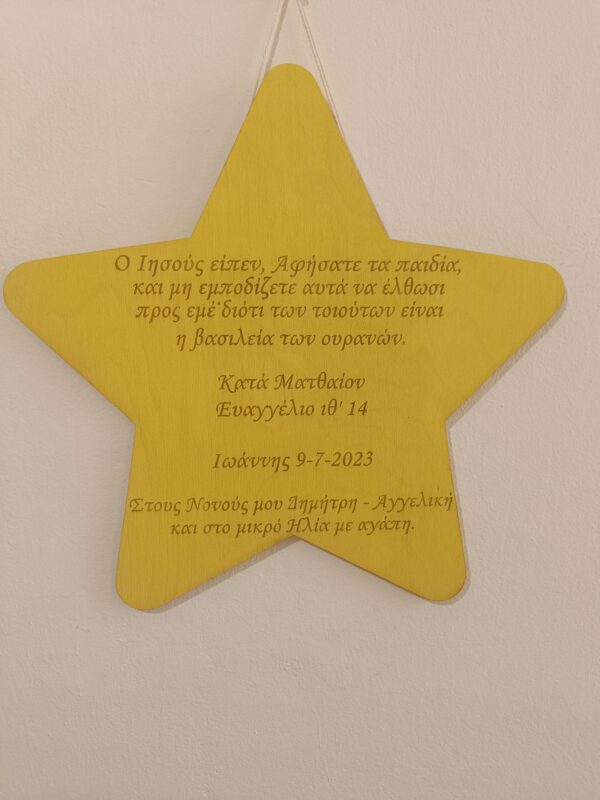 Ο Ιησούς είπεν, Αφήσατε τα παιδία,
και μη εμποδίζετε αυτά να έλθωσι
προς εμέ˙διότι των τοιούτων είναι
η βασιλεία των ουρανών.
Κατά Ματθαίον
Ευαγγέλιο ιθ' 14
Ιωάννης 9-7-2023
Στους Νονούς μου Δημήτρη - Αγγελική
και στο μικρό Ηλία με αγάπη.